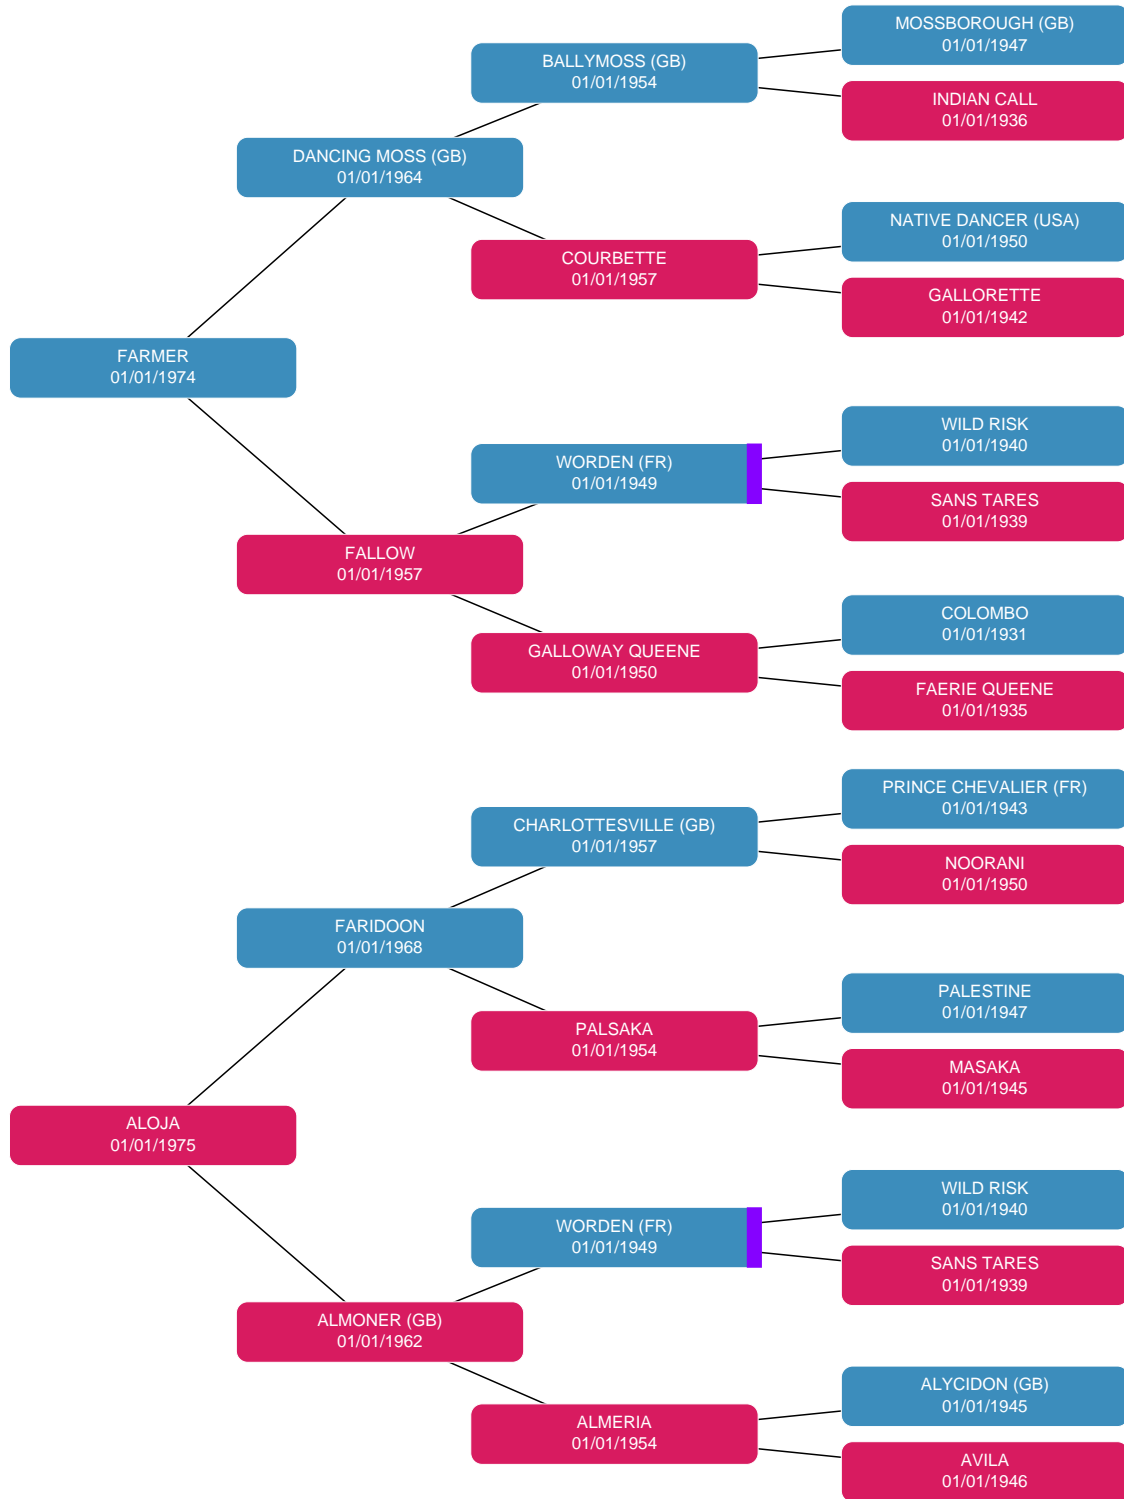 MOSSBOROUGH (GB)
01/01/1947
BALLYMOSS (GB)
01/01/1954
INDIAN CALL
01/01/1936
DANCING MOSS (GB)
01/01/1964
NATIVE DANCER (USA)
01/01/1950
COURBETTE
01/01/1957
GALLORETTE
01/01/1942
FARMER
01/01/1974
WILD RISK
01/01/1940
WORDEN (FR)
01/01/1949
SANS TARES
01/01/1939
FALLOW
01/01/1957
COLOMBO
01/01/1931
GALLOWAY QUEENE
01/01/1950
FAERIE QUEENE
01/01/1935
PRINCE CHEVALIER (FR)
01/01/1943
CHARLOTTESVILLE (GB)
01/01/1957
NOORANI
01/01/1950
FARIDOON
01/01/1968
PALESTINE
01/01/1947
PALSAKA
01/01/1954
MASAKA
01/01/1945
ALOJA
01/01/1975
WILD RISK
01/01/1940
WORDEN (FR)
01/01/1949
SANS TARES
01/01/1939
ALMONER (GB)
01/01/1962
ALYCIDON (GB)
01/01/1945
ALMERIA
01/01/1954
AVILA
01/01/1946